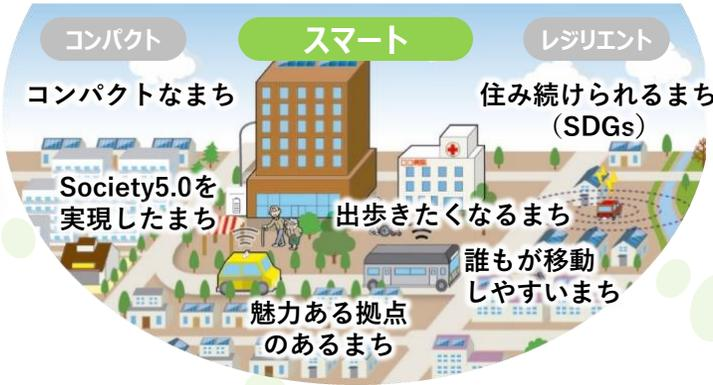 コンパクト
スマート
レジリエント
コンパクトなまち
住み続けられるまち
（SDGs）
Society5.0を
実現したまち
出歩きたくなるまち
誰もが移動
しやすいまち
魅力ある拠点
のあるまち